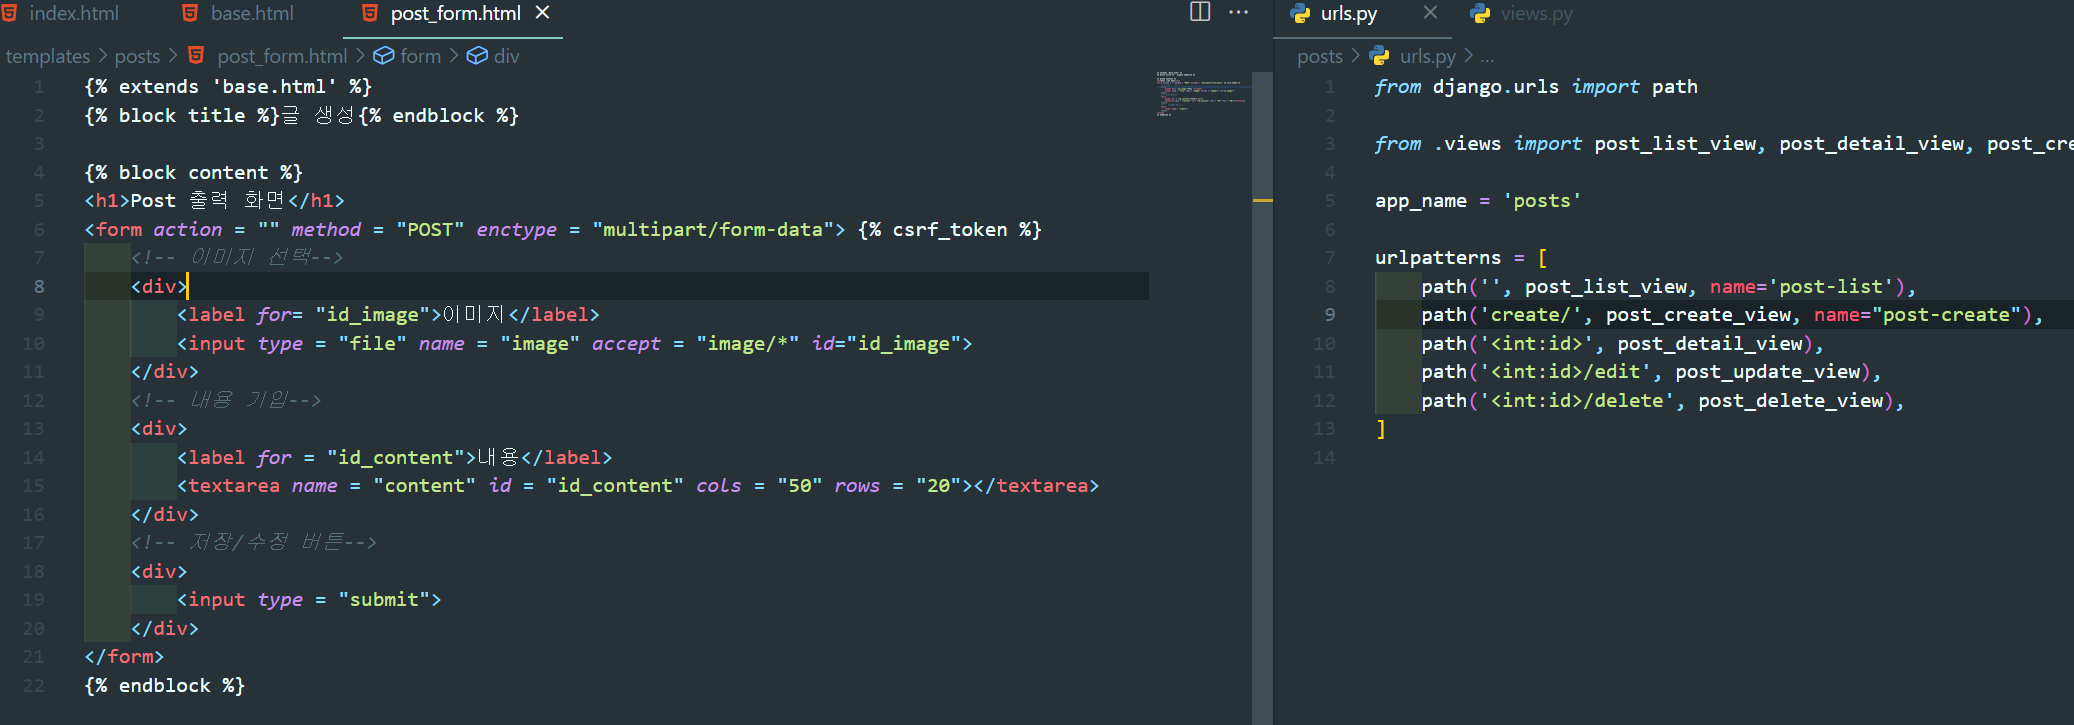 index.html base.html post_form.html
templates > posts > post_form.html > form > div
1 {% extends 'base.html' %}
2 {% block title %}글 생성{% endblock %}
3
4 {% block content %}
5 <h1>Post 출력 화면</h1>
6 <form action = "" method = "POST" enctype = "multipart/form-data"> {% csrf_token %}
7 <!-- 이미지 선택-->
8 <div>
9 <label for= "id_image">이미지</label>
10 <input type = "file" name = "image" accept = "image/*" id="id_image">
11 </div>
12 <!-- 내용 기입-->
13 <div>
14 <label for = "id_content">내용</label>
15 <textarea name = "content" id = "id_content" cols = "50" rows = "20"></textarea>
16 </div>
17 <!-- 저장/수정 버튼-->
18 <div>
19 <input type = "submit">
20 </div>
21 </form>
22 {% endblock %}
urls.py views.py
posts > urls.py > ...
1 from django.urls import path
2
3 from .views import post_list_view, post_detail_view, post_cre
4
5 app_name = 'posts'
6
7 urlpatterns = [
8 path('', post_list_view, name='post-list'),
9 path('create/', post_create_view, name="post-create"),
10 path('<int:id>', post_detail_view),
11 path('<int:id>/edit', post_update_view),
12 path('<int:id>/delete', post_delete_view),
13 ]
14